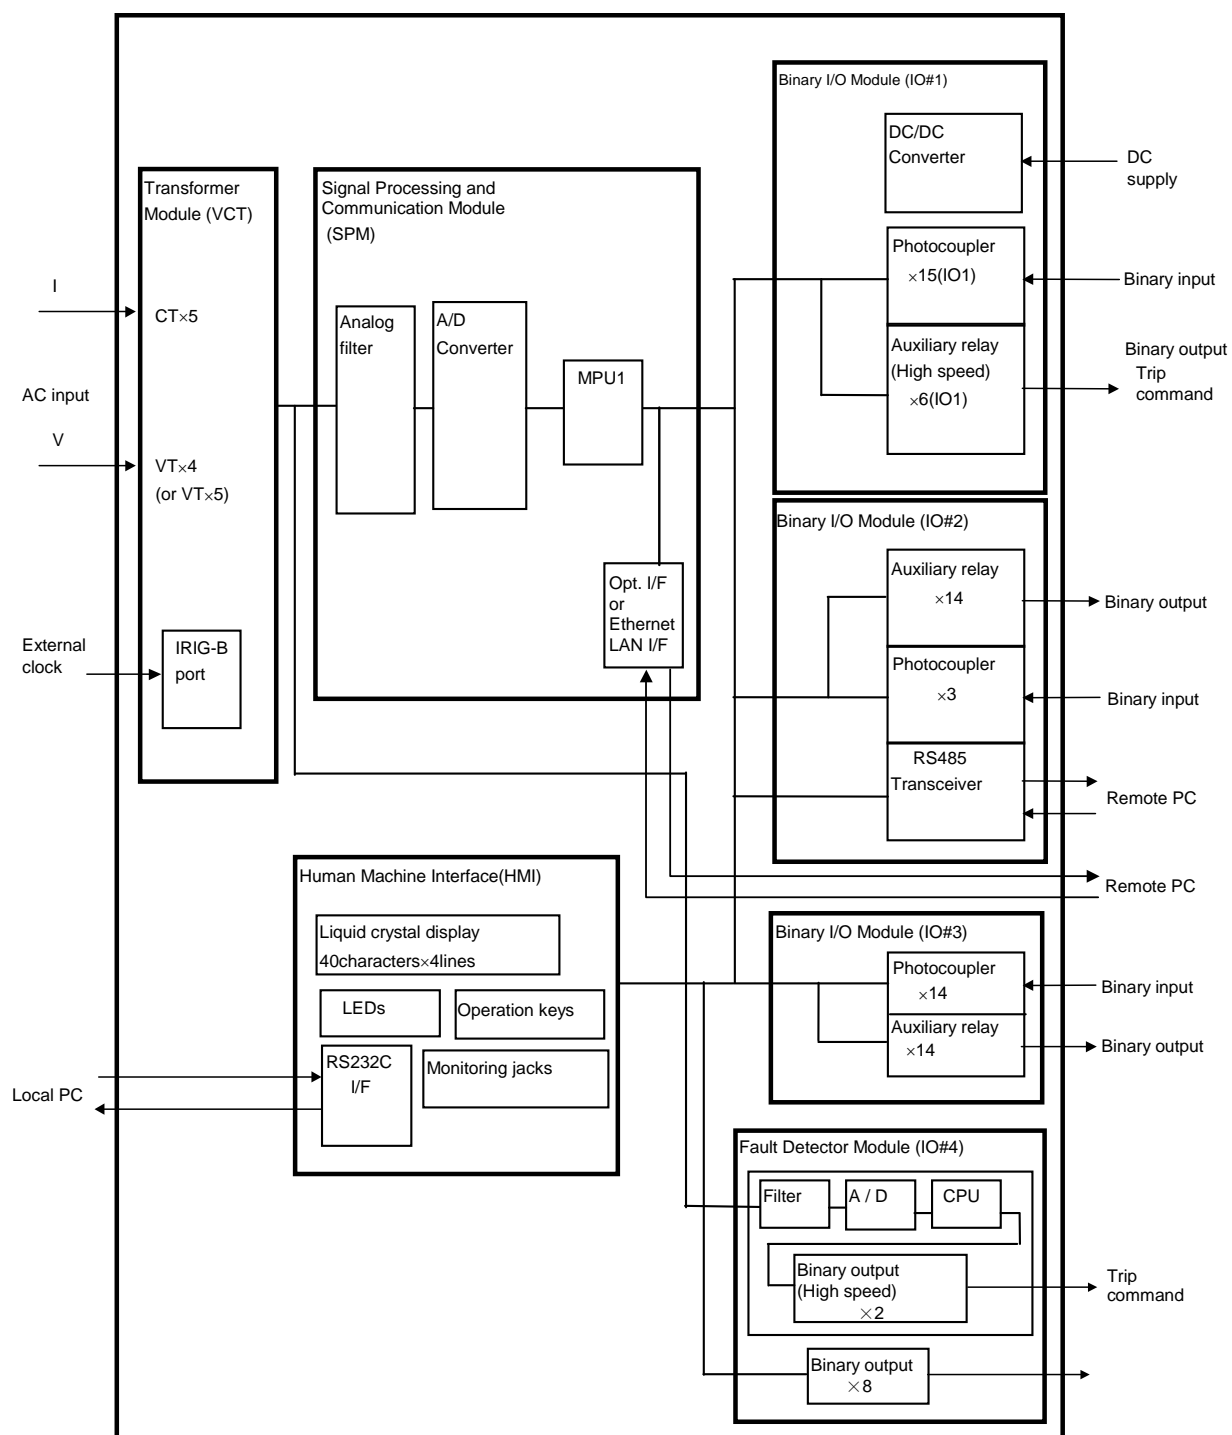 Binary I/O Module (IO#1)
DC/DC
Converter
DC
supply
Photocoupler
×15(IO1)
Binary input
Auxiliary relay
(High speed)
×6(IO1)
Binary output
Trip
command
Transformer
Module (VCT)
I
CT×5
AC input
V
VT×4
(or VT×5)
External
clock
IRIG-B
port
Signal Processing and
Communication Module
(SPM)
Analog
filter
A/D
Converter
MPU1
Opt. I/F
or
Ethernet
LAN I/F
Binary I/O Module (IO#2)
Auxiliary relay
×14
Binary output
Photocoupler
×3
Binary input
RS485
Transceiver
Remote PC
Remote PC
Human Machine Interface(HMI)
Liquid crystal display
40characters×4lines
LEDs
Operation keys
RS232C
I/F
Monitoring jacks
Local PC
Binary I/O Module (IO#3)
Photocoupler
×14
Binary input
Auxiliary relay
×14
Binary output
Fault Detector Module (IO#4)
Filter
A / D
CPU
Binary output
(High speed)
×2
Trip
command
Binary output
×8